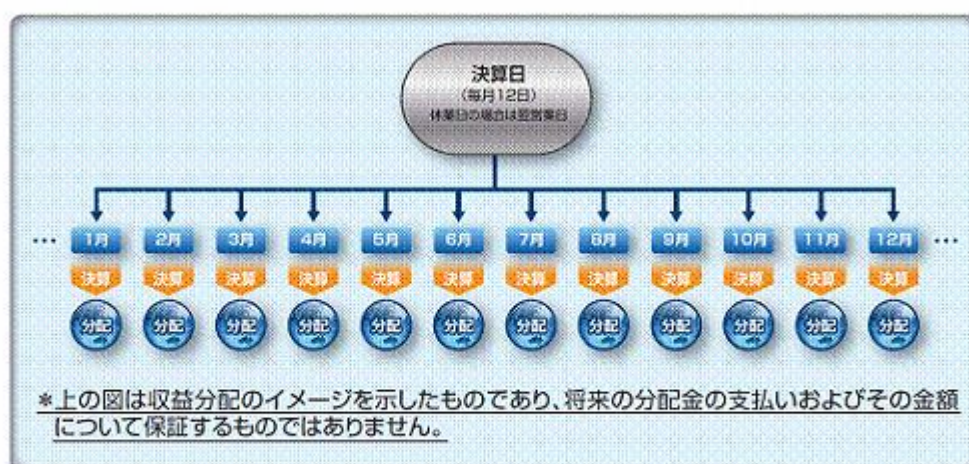 決算日
(毎月12日)
休業日の場合は翌営業日
… 1月 2月 3月 4月 5月 6月 7月 8月 9月 10月 11月 12月 …
決算 決算 決算 決算 決算 決算 決算 決算 決算 決算 決算 決算
分配 分配 分配 分配 分配 分配 分配 分配 分配 分配 分配 分配
*上の図は収益分配のイメージを示したものであり、将来の分配金の支払いおよびその金額
について保証するものではありません。